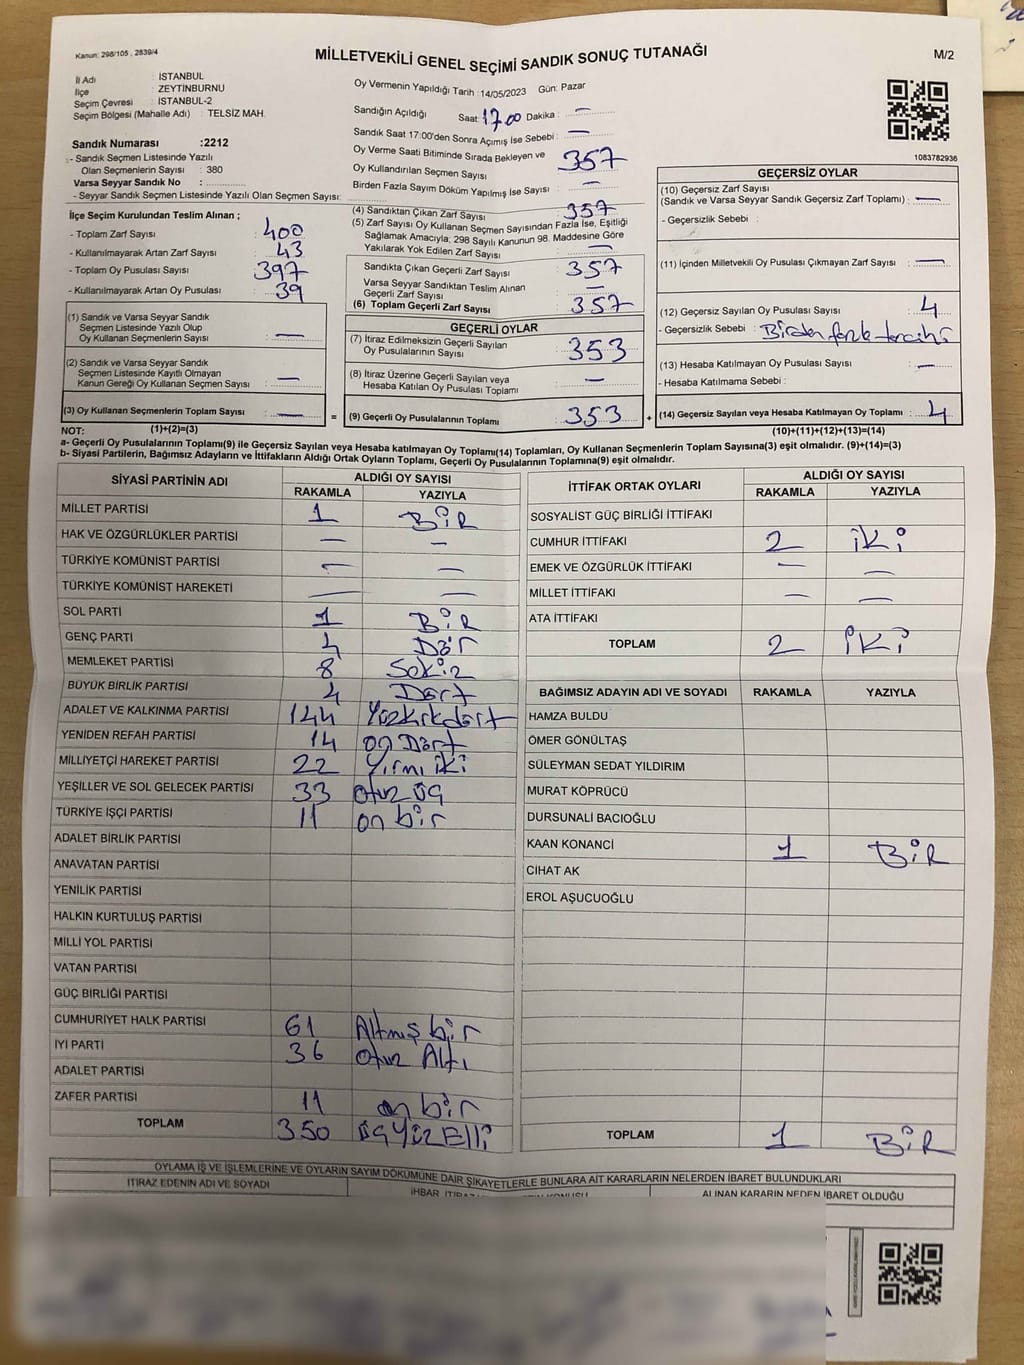 Kanun: 298/105 , 2839/4
MİLLETVEKİLİ GENEL SEÇİMİ SANDIK SONUÇ TUTANAĞI
M/2
İl Adı : İSTANBUL
İlçe : ZEYTİNBURNU
Seçim Çevresi : İSTANBUL-2
Seçim Bölgesi (Mahalle Adı) : TELSİZ MAH.
Sandık Numarası :2212
- Sandık Seçmen Listesinde Yazılı
Olan Seçmenlerin Sayısı : 380
Varsa Seyyar Sandık No :
- Seyyar Sandık Seçmen Listesinde Yazılı Olan Seçmen Sayısı:
İlçe Seçim Kurulundan Teslim Alınan ;
- Toplam Zarf Sayısı : 400
- Kullanılmayarak Artan Zarf Sayısı : 43
- Toplam Oy Pusulası Sayısı : 397
- Kullanılmayarak Artan Oy Pusulası : 39
(1) Sandık ve Varsa Seyyar Sandık
Seçmen Listesinde Yazılı Olup
Oy Kullanan Seçmenlerin Sayısı : —
(2) Sandık ve Varsa Seyyar Sandık
Seçmen Listesinde Kayıtlı Olmayan
Kanun Gereği Oy Kullanan Seçmen Sayısı : —
(3) Oy Kullanan Seçmenlerin Toplam Sayısı : —
Oy Vermenin Yapıldığı Tarih :14/05/2023 Gün: Pazar
Sandığın Açıldığı Saat 17.00 Dakika : —
Sandık Saat 17:00'den Sonra Açımış İse Sebebi : —
Oy Verme Saati Bitiminde Sırada Bekleyen ve
Oy Kullandırılan Seçmen Sayısı : 357
Birden Fazla Sayım Döküm Yapılmış İse Sayısı : —
(4) Sandıktan Çıkan Zarf Sayısı : 357
(5) Zarf Sayısı Oy Kullanan Seçmen Sayısından Fazla İse, Eşitliği
Sağlamak Amacıyla; 298 Sayılı Kanunun 98. Maddesine Göre
Yakılarak Yok Edilen Zarf Sayısı : —
Sandıkta Çıkan Geçerli Zarf Sayısı : 357
Varsa Seyyar Sandıktan Teslim Alınan
Geçerli Zarf Sayısı : —
(6) Toplam Geçerli Zarf Sayısı : 357
GEÇERLİ OYLAR
(7) İtiraz Edilmeksizin Geçerli Sayılan
Oy Pusulalarının Sayısı : 353
(8) İtiraz Üzerine Geçerli Sayılan veya
Hesaba Katılan Oy Pusulası Toplamı : —
= (9) Geçerli Oy Pusulalarının Toplamı : 353 +
1083782936
GEÇERSİZ OYLAR
(10) Geçersiz Zarf Sayısı
(Sandık ve Varsa Seyyar Sandık Geçersiz Zarf Toplamı) : —
- Geçersizlik Sebebi :
(11) İçinden Milletvekili Oy Pusulası Çıkmayan Zarf Sayısı : —
(12) Geçersiz Sayılan Oy Pusulası Sayısı : 4
- Geçersizlik Sebebi : Birden fazla tercihi
(13) Hesaba Katılmayan Oy Pusulası Sayısı : —
- Hesaba Katılmama Sebebi :
(14) Geçersiz Sayılan veya Hesaba Katılmayan Oy Toplamı : 4
NOT: (1)+(2)=(3)
(10)+(11)+(12)+(13)=(14)
a- Geçerli Oy Pusulalarının Toplamı(9) ile Geçersiz Sayılan veya Hesaba katılmayan Oy Toplamı(14) Toplamları, Oy Kullanan Seçmenlerin Toplam Sayısına(3) eşit olmalıdır. (9)+(14)=(3)
b- Siyasi Partilerin, Bağımsız Adayların ve İttifakların Aldığı Ortak Oyların Toplamı, Geçerli Oy Pusulalarının Toplamına(9) eşit olmalıdır.
SİYASİ PARTİNİN ADI ALDIĞI OY SAYISI
RAKAMLA YAZIYLA
MİLLET PARTİSİ 1 BİR
HAK VE ÖZGÜRLÜKLER PARTİSİ — —
TÜRKİYE KOMÜNİST PARTİSİ — —
TÜRKİYE KOMÜNİST HAREKETİ — —
SOL PARTİ 1 BİR
GENÇ PARTİ 4 Dör
MEMLEKET PARTİSİ 8 Sekiz
BÜYÜK BİRLİK PARTİSİ 4 Dört
ADALET VE KALKINMA PARTİSİ 144 Yüzkırkdört
YENİDEN REFAH PARTİSİ 14 on Dört
MİLLİYETÇİ HAREKET PARTİSİ 22 Yirmi iki
YEŞİLLER VE SOL GELECEK PARTİSİ 33 otuz üç
TÜRKİYE İŞÇİ PARTİSİ 11 on bir
ADALET BİRLİK PARTİSİ
ANAVATAN PARTİSİ
YENİLİK PARTİSİ
HALKIN KURTULUŞ PARTİSİ
MİLLİ YOL PARTİSİ
VATAN PARTİSİ
GÜÇ BİRLİĞİ PARTİSİ
CUMHURİYET HALK PARTİSİ 61 Altmış bir
İYİ PARTİ 36 otuz Altı
ADALET PARTİSİ
ZAFER PARTİSİ 11 on bir
TOPLAM 350 üçyüz Elli
İTTİFAK ORTAK OYLARI ALDIĞI OY SAYISI
RAKAMLA YAZIYLA
SOSYALİST GÜÇ BİRLİĞİ İTTİFAKI
CUMHUR İTTİFAKI 2 iki
EMEK VE ÖZGÜRLÜK İTTİFAKI — —
MİLLET İTTİFAKI — —
ATA İTTİFAKI
TOPLAM 2 iki
BAĞIMSIZ ADAYIN ADI VE SOYADI RAKAMLA YAZIYLA
HAMZA BULDU
ÖMER GÖNÜLTAŞ
SÜLEYMAN SEDAT YILDIRIM
MURAT KÖPRÜCÜ
DURSUNALİ BACIOĞLU
KAAN KONANCİ 1 BİR
CİHAT AK
EROL AŞUCUOĞLU
TOPLAM 1 BİR
OYLAMA İŞ VE İŞLEMLERİNE VE OYLARIN SAYIM DÖKÜMÜNE DAİR ŞİKAYETLERLE BUNLARA AİT KARARLARIN NELERDEN İBARET BULUNDUKLARI
İTİRAZ EDENİN ADI VE SOYADI
ALINAN KARARIN NEDEN İBARET OLDUĞU